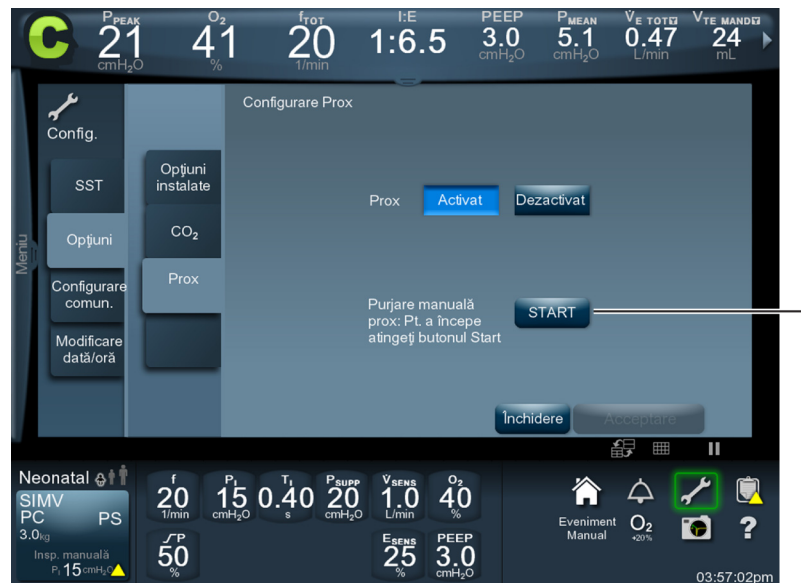 C
PPEAK
21
cmH2O
O2
41
%
fTOT
20
1/min
I:E
1:6.5
PEEP
3.0
cmH2O
PMEAN
5.1
cmH2O
V̇E TOT
0.47
L/min
VTE MAND
24
mL
Meniu
Config.
SST
Opţiuni
Configurare
comun.
Modificare
dată/oră
Opţiuni
instalate
CO2
Prox
Configurare Prox
Prox Activat Dezactivat
Purjare manuală
prox: Pt. a începe
atingeţi butonul Start
START
Închidere Acceptare
Neonatal
SIMV
PC PS
3.0kg
Insp. manuală
PI 15 cmH2O
f
20
1/min
PI
15
cmH2O
TI
0.40
s
PSUPP
20
cmH2O
V̇SENS
1.0
L/min
O2
40
%
P
50
%
ESENS
25
%
PEEP
3.0
cmH2O
Eveniment
Manual
O2
+20%
?
03:57:02pm